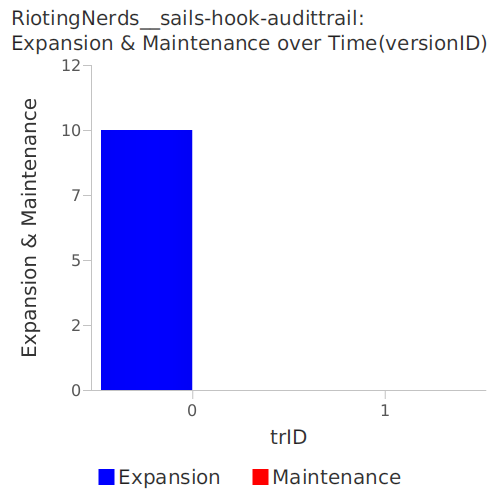 RiotingNerds__sails-hook-audittrail:
Expansion & Maintenance over Time(versionID)
12
10
7
5
2
0
Expansion & Maintenance
0
1
trID
Expansion
Maintenance